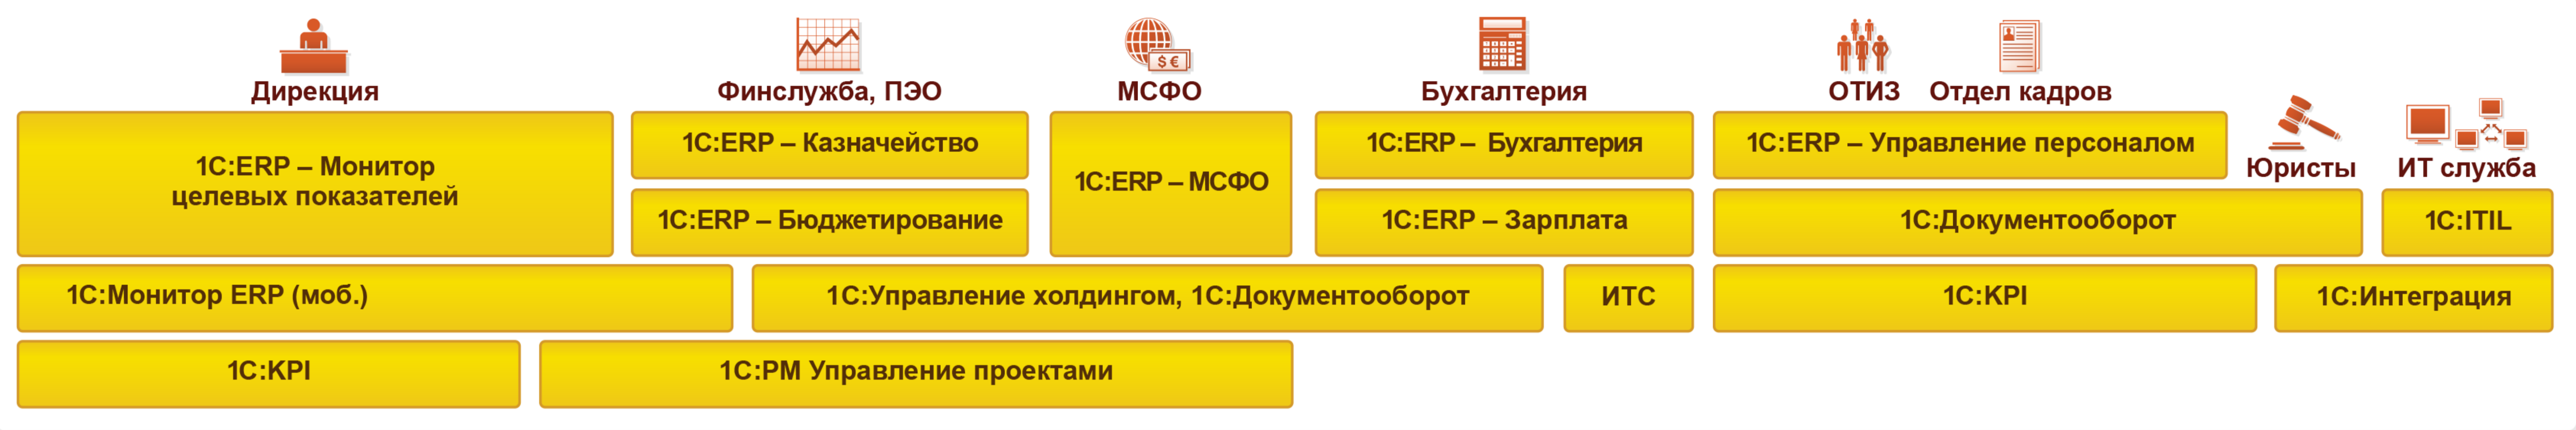 Дирекция
Финслужба, ПЭО
МСФО
Бухгалтерия
ОТИЗ
Отдел кадров
Юристы
ИТ служба
$ €
1С:ERP – Монитор
целевых показателей
1С:ERP – Казначейство
1С:ERP – МСФО
1С:ERP – Бухгалтерия
1С:ERP – Управление персоналом
1С:ERP – Бюджетирование
1С:ERP – Зарплата
1С:Документооборот
1С:ITIL
1С:Монитор ERP (моб.)
1С:Управление холдингом, 1С:Документооборот
ИТС
1С:KPI
1С:Интеграция
1С:KPI
1С:PM Управление проектами